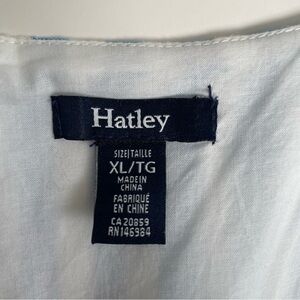 Hatley
SIZE|TAILLE
XL/TG
MADE IN
CHINA
FABRIQUÉ
EN CHINE
CA 20859
RN146984